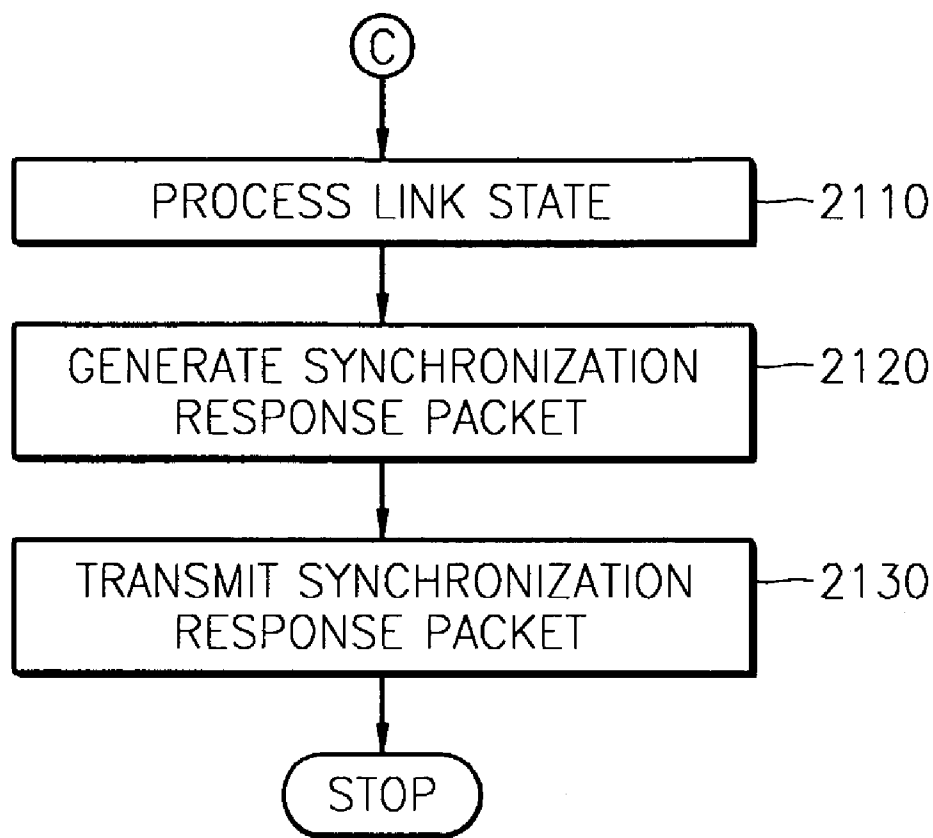 C
PROCESS LINK STATE
2110
GENERATE SYNCHRONIZATION
RESPONSE PACKET
2120
TRANSMIT SYNCHRONIZATION
RESPONSE PACKET
2130
STOP